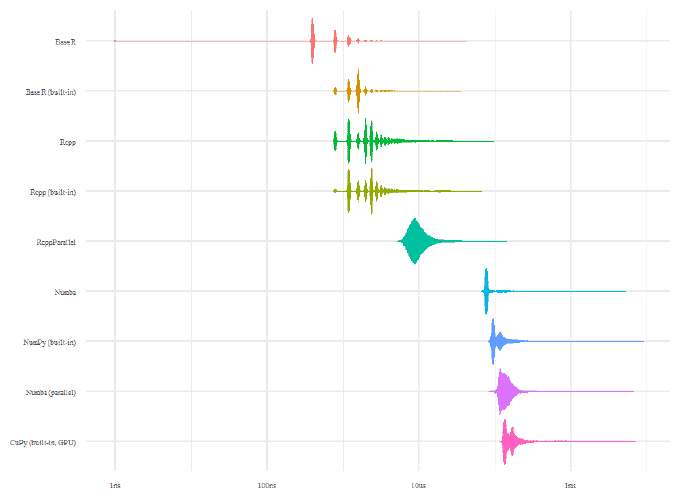 Base R
Base R (built-in)
Rcpp
Rcpp (built-in)
RcppParallel
Numba
NumPy (built-in)
Numba (parallel)
CuPy (built-in, GPU)
1ns 100ns 10us 1ms